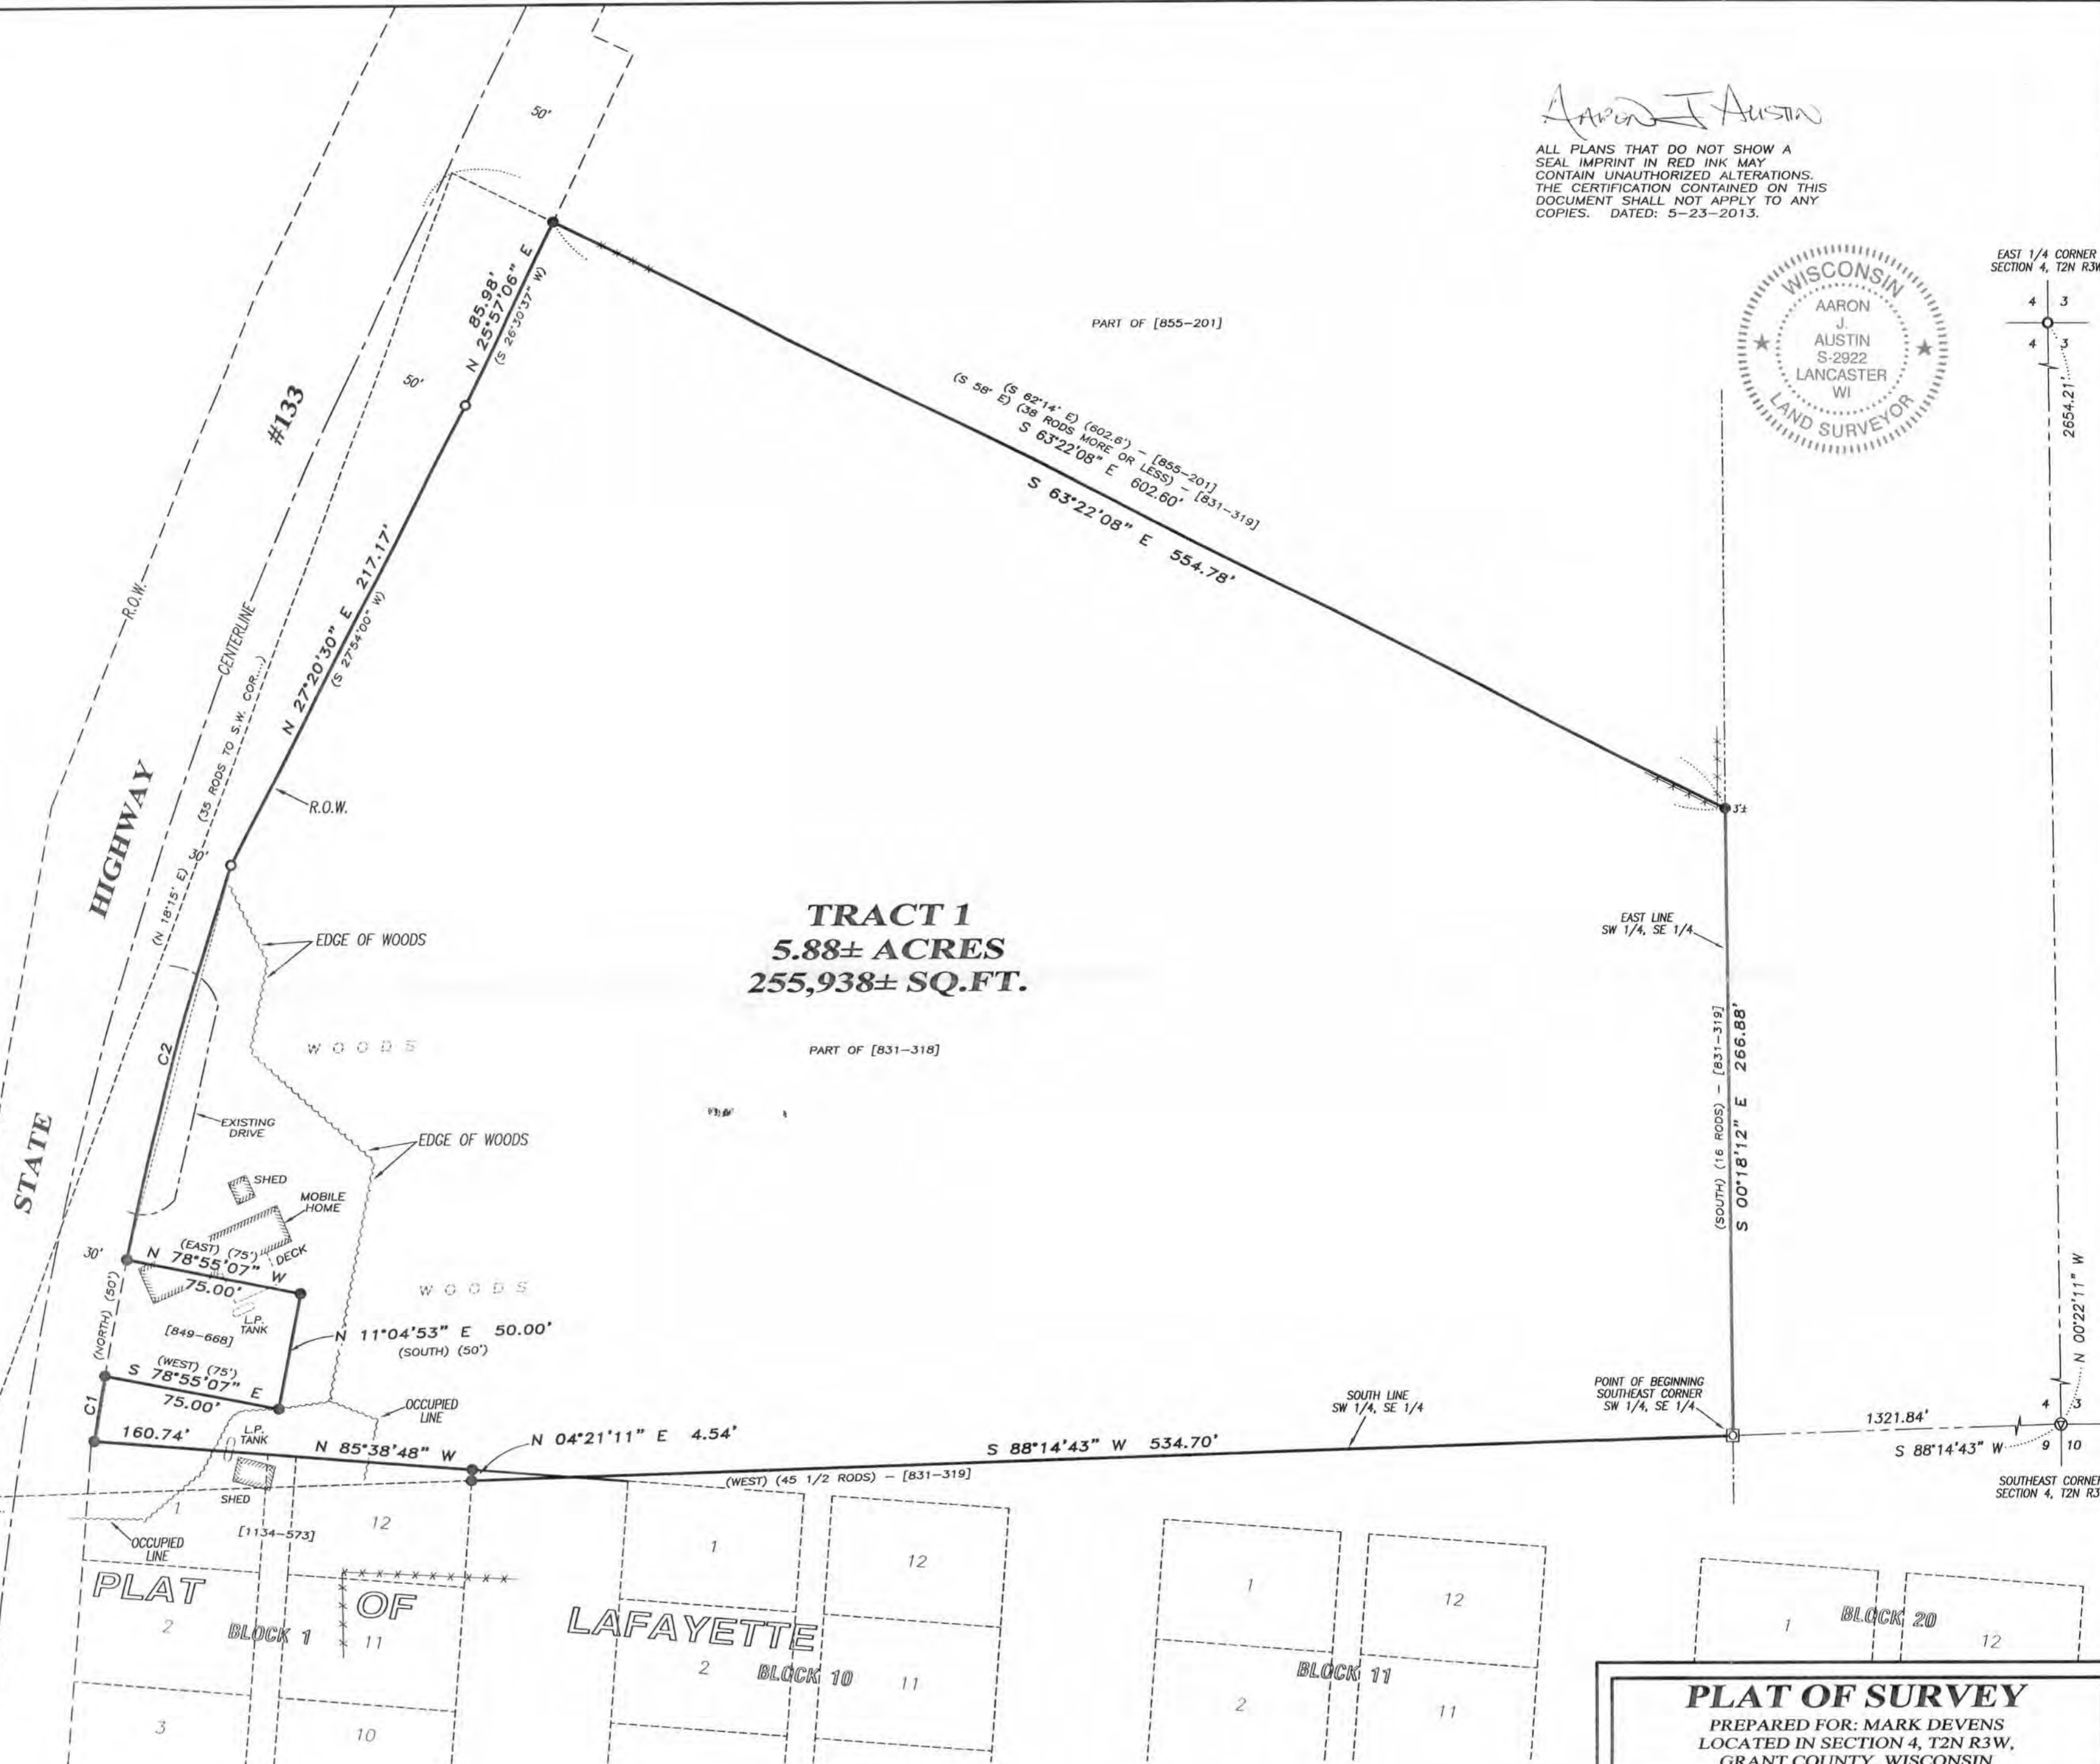 Aaron J Austin
ALL PLANS THAT DO NOT SHOW A
SEAL IMPRINT IN RED INK MAY
CONTAIN UNAUTHORIZED ALTERATIONS.
THE CERTIFICATION CONTAINED ON THIS
DOCUMENT SHALL NOT APPLY TO ANY
COPIES. DATED: 5-23-2013.
WISCONSIN
AARON
J.
AUSTIN
S-2922
LANCASTER
WI
LAND SURVEYOR
EAST 1/4 CORNER
SECTION 4, T2N R3W
4 3
4 3
2654.21'
50'
85.98'
N 25°57'06" E
(S 26°30'37" W)
50'
#133
PART OF [855-201]
(S 62°14' E) (602.6') - [855-201]
(S 58° E) (38 RODS MORE OR LESS) - [831-319]
S 63°22'08" E 602.60'
S 63°22'08" E 554.78'
R.O.W.
CENTERLINE
N 27°20'30" E 217.17'
(S 27°54'00" W)
(N 18°15' E) (35 RODS TO S.W. COR....)
HIGHWAY
R.O.W.
30'
3'±
TRACT 1
5.88± ACRES
255,938± SQ.FT.
EAST LINE
SW 1/4, SE 1/4
EDGE OF WOODS
WOODS
PART OF [831-318]
C2
(SOUTH) (16 RODS) - [831-319]
S 00°18'12" E 266.88'
STATE
EXISTING
DRIVE
EDGE OF WOODS
SHED
MOBILE
HOME
30'
(EAST) (75')
N 78°55'07" W
75.00'
DECK
WOODS
L.P.
TANK
(NORTH) (50')
[849-668]
N 11°04'53" E 50.00'
(SOUTH) (50')
N 00°22'11" W
(WEST) (75')
S 78°55'07" E
75.00'
C1
OCCUPIED
LINE
SOUTH LINE
SW 1/4, SE 1/4
POINT OF BEGINNING
SOUTHEAST CORNER
SW 1/4, SE 1/4
1321.84'
4 3
160.74'
L.P.
TANK
N 85°38'48" W
N 04°21'11" E 4.54'
S 88°14'43" W 534.70'
S 88°14'43" W
9 10
(WEST) (45 1/2 RODS) - [831-319]
SOUTHEAST CORNER
SECTION 4, T2N R3
SHED
1
12
[1134-573]
OCCUPIED
LINE
1
12
1
12
1
12
PLAT OF LAFAYETTE
2
BLOCK 1
11
2
BLOCK 10
11
2
BLOCK 11
11
BLOCK 20
3
10
PLAT OF SURVEY
PREPARED FOR: MARK DEVENS
LOCATED IN SECTION 4, T2N R3W,
GRANT COUNTY, WISCONSIN